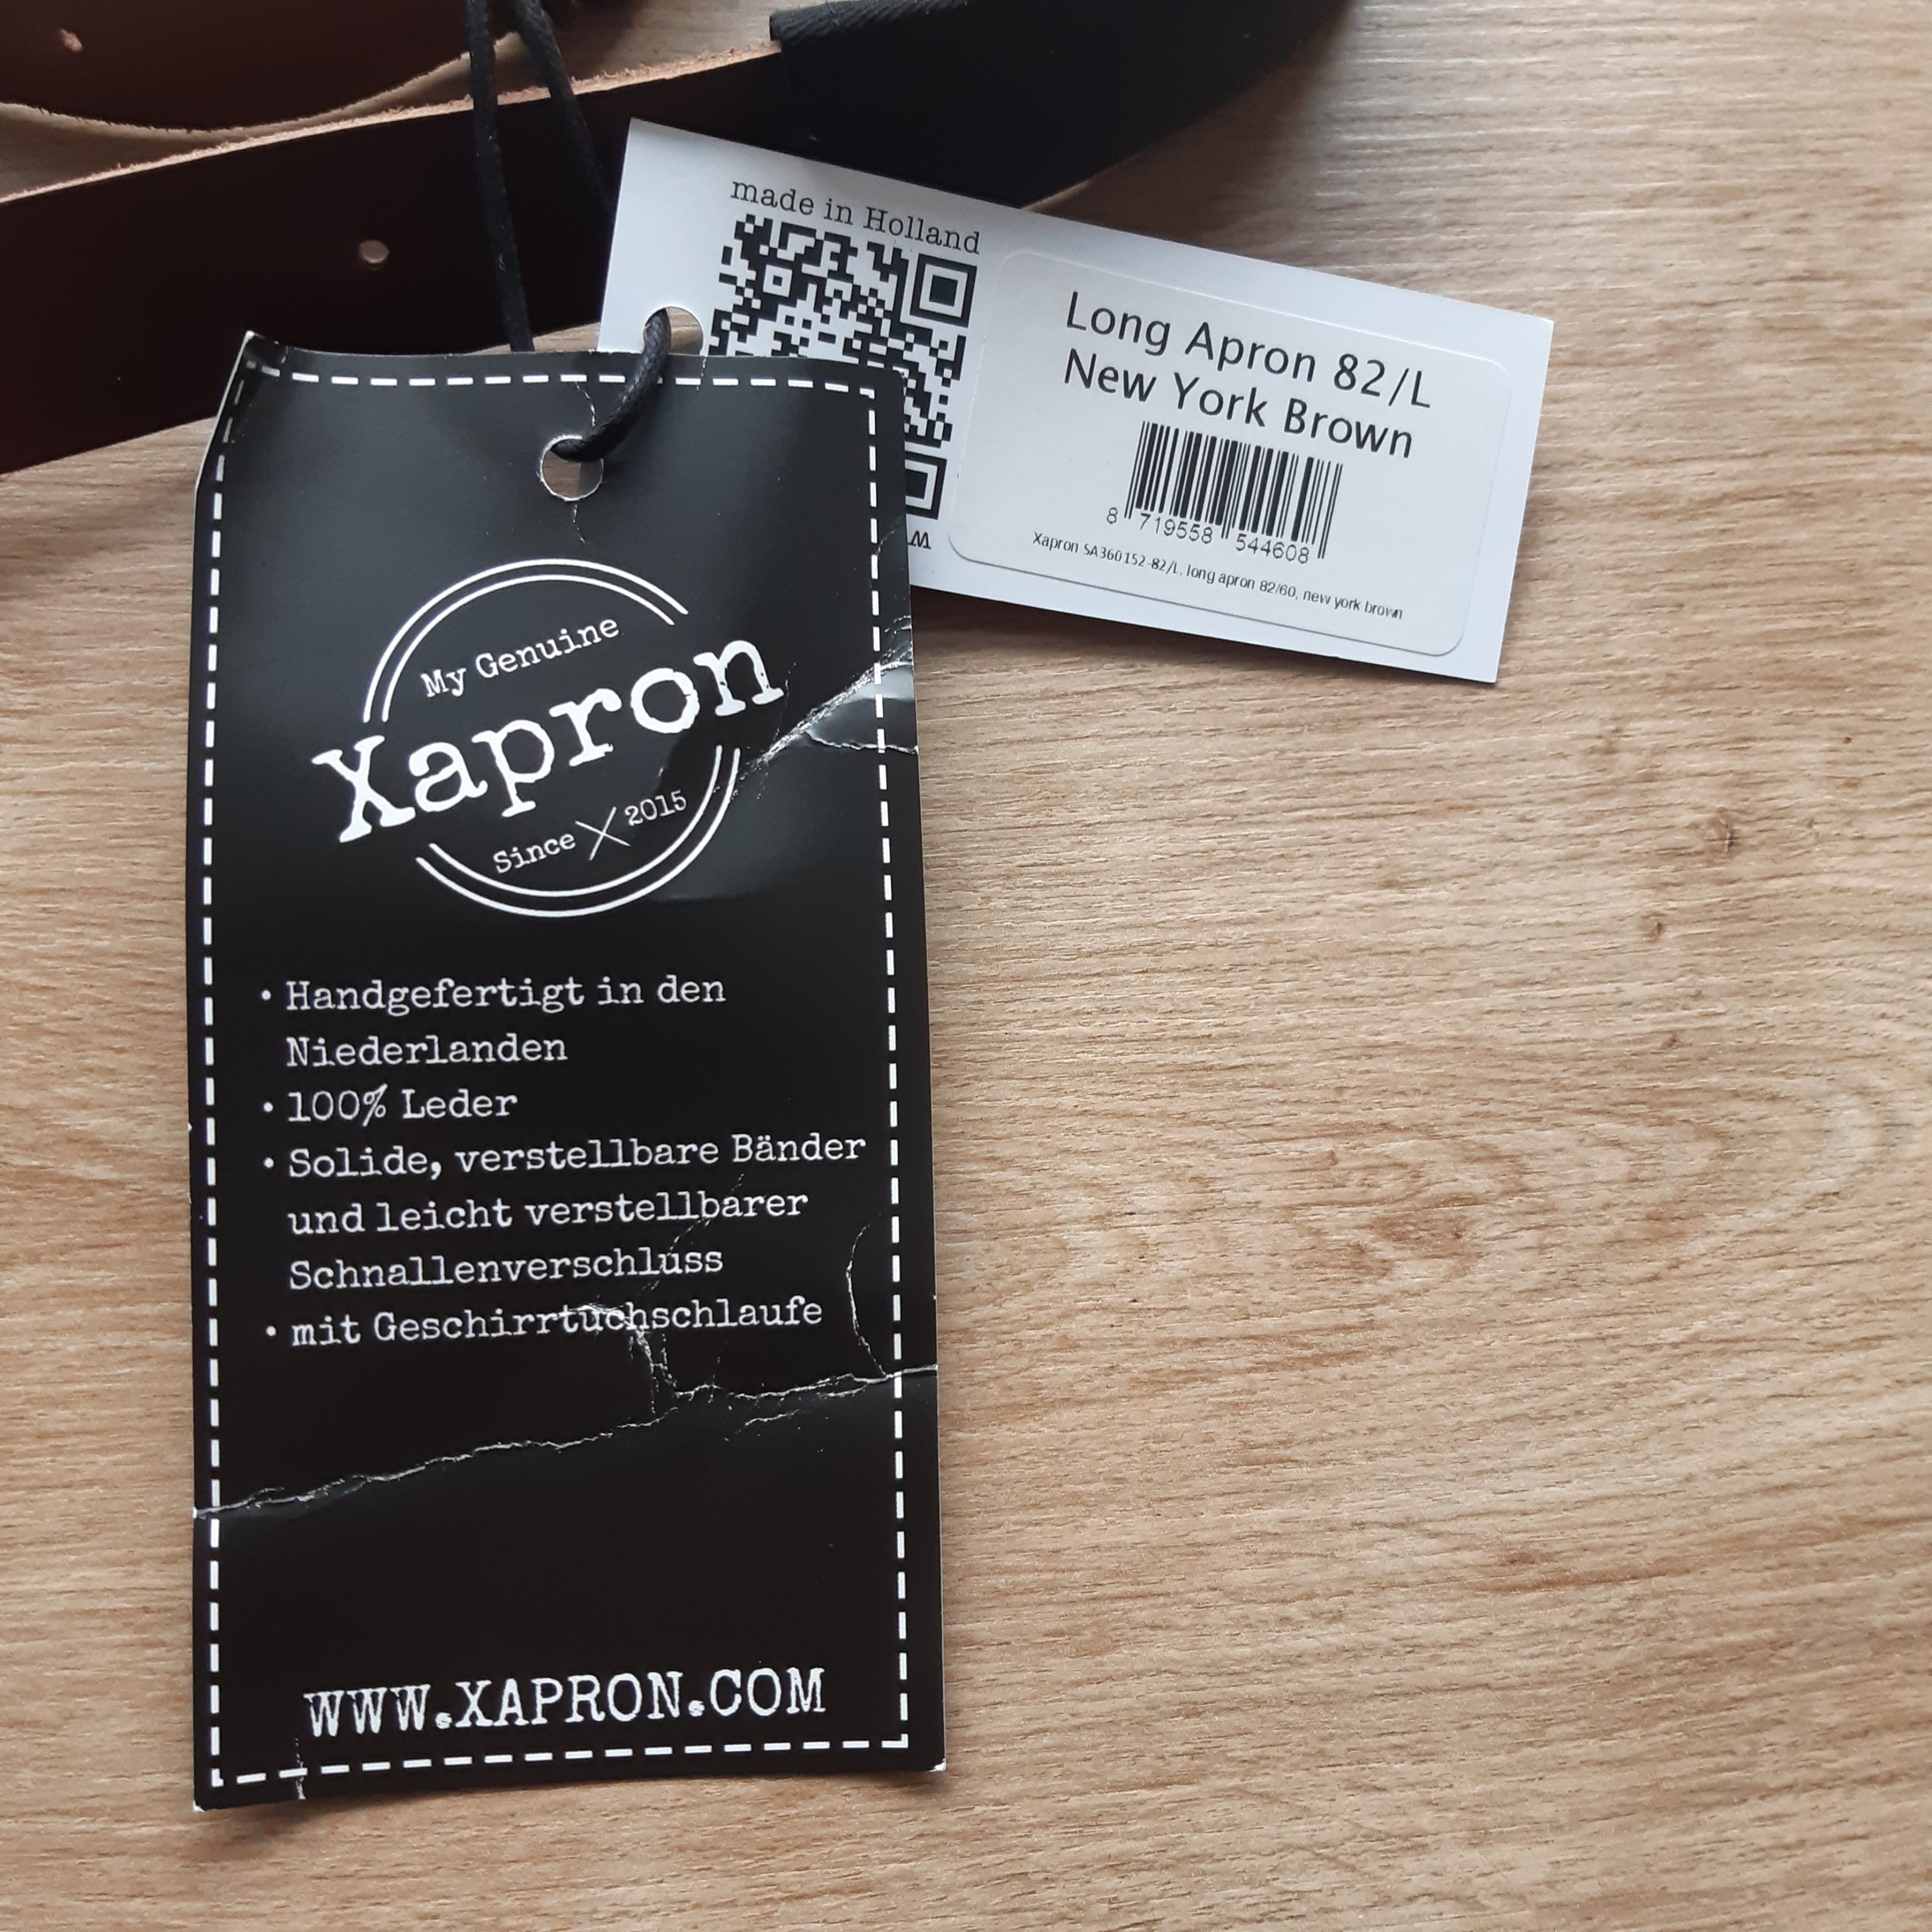 made in Holland
Long Apron 82/L
New York Brown
8 719558 544608
Xapron SA360152-82/L, long apron 82/60, new york brown
My Genuine
Xapron
Since X 2015
• Handgefertigt in den
Niederlanden
• 100% Leder
• Solide, verstellbare Bänder
und leicht verstellbarer
Schnallenverschluss
• mit Geschirrtuchschlaufe
WWW.XAPRON.COM